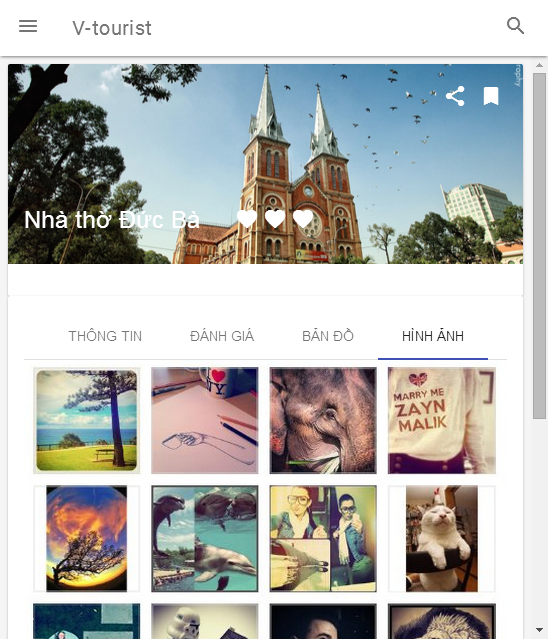 V-tourist
Nhà thờ Đức Bà
THÔNG TIN
ĐÁNH GIÁ
BẢN ĐỒ
HÌNH ẢNH
MARRY ME
ZAYN
MALIK